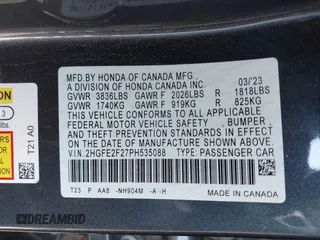 MFD.BY HONDA OF CANADA MFG.
A DIVISION OF HONDA CANADA INC. 03/'23
GVWR 3836LBS GAWR F 2026LBS R 1818LBS
GVWR 1740KG GAWR F 919KG R 825KG
THIS VEHICLE CONFORMS TO ALL APPLICABLE
FEDERAL MOTOR VEHICLE SAFETY, BUMPER, AND
THEFT PREVENTION STANDARDS IN EFFECT
ON THE DATE OF MANUFACTURE SHOWN ABOVE.
V.I.N:2HGFE2F27PH535088 TYPE: PASSENGER CAR
T23 P AA8 -NH904M -A -H
MADE IN CANADA
3
lbs
T21 A0
©DREAMBID